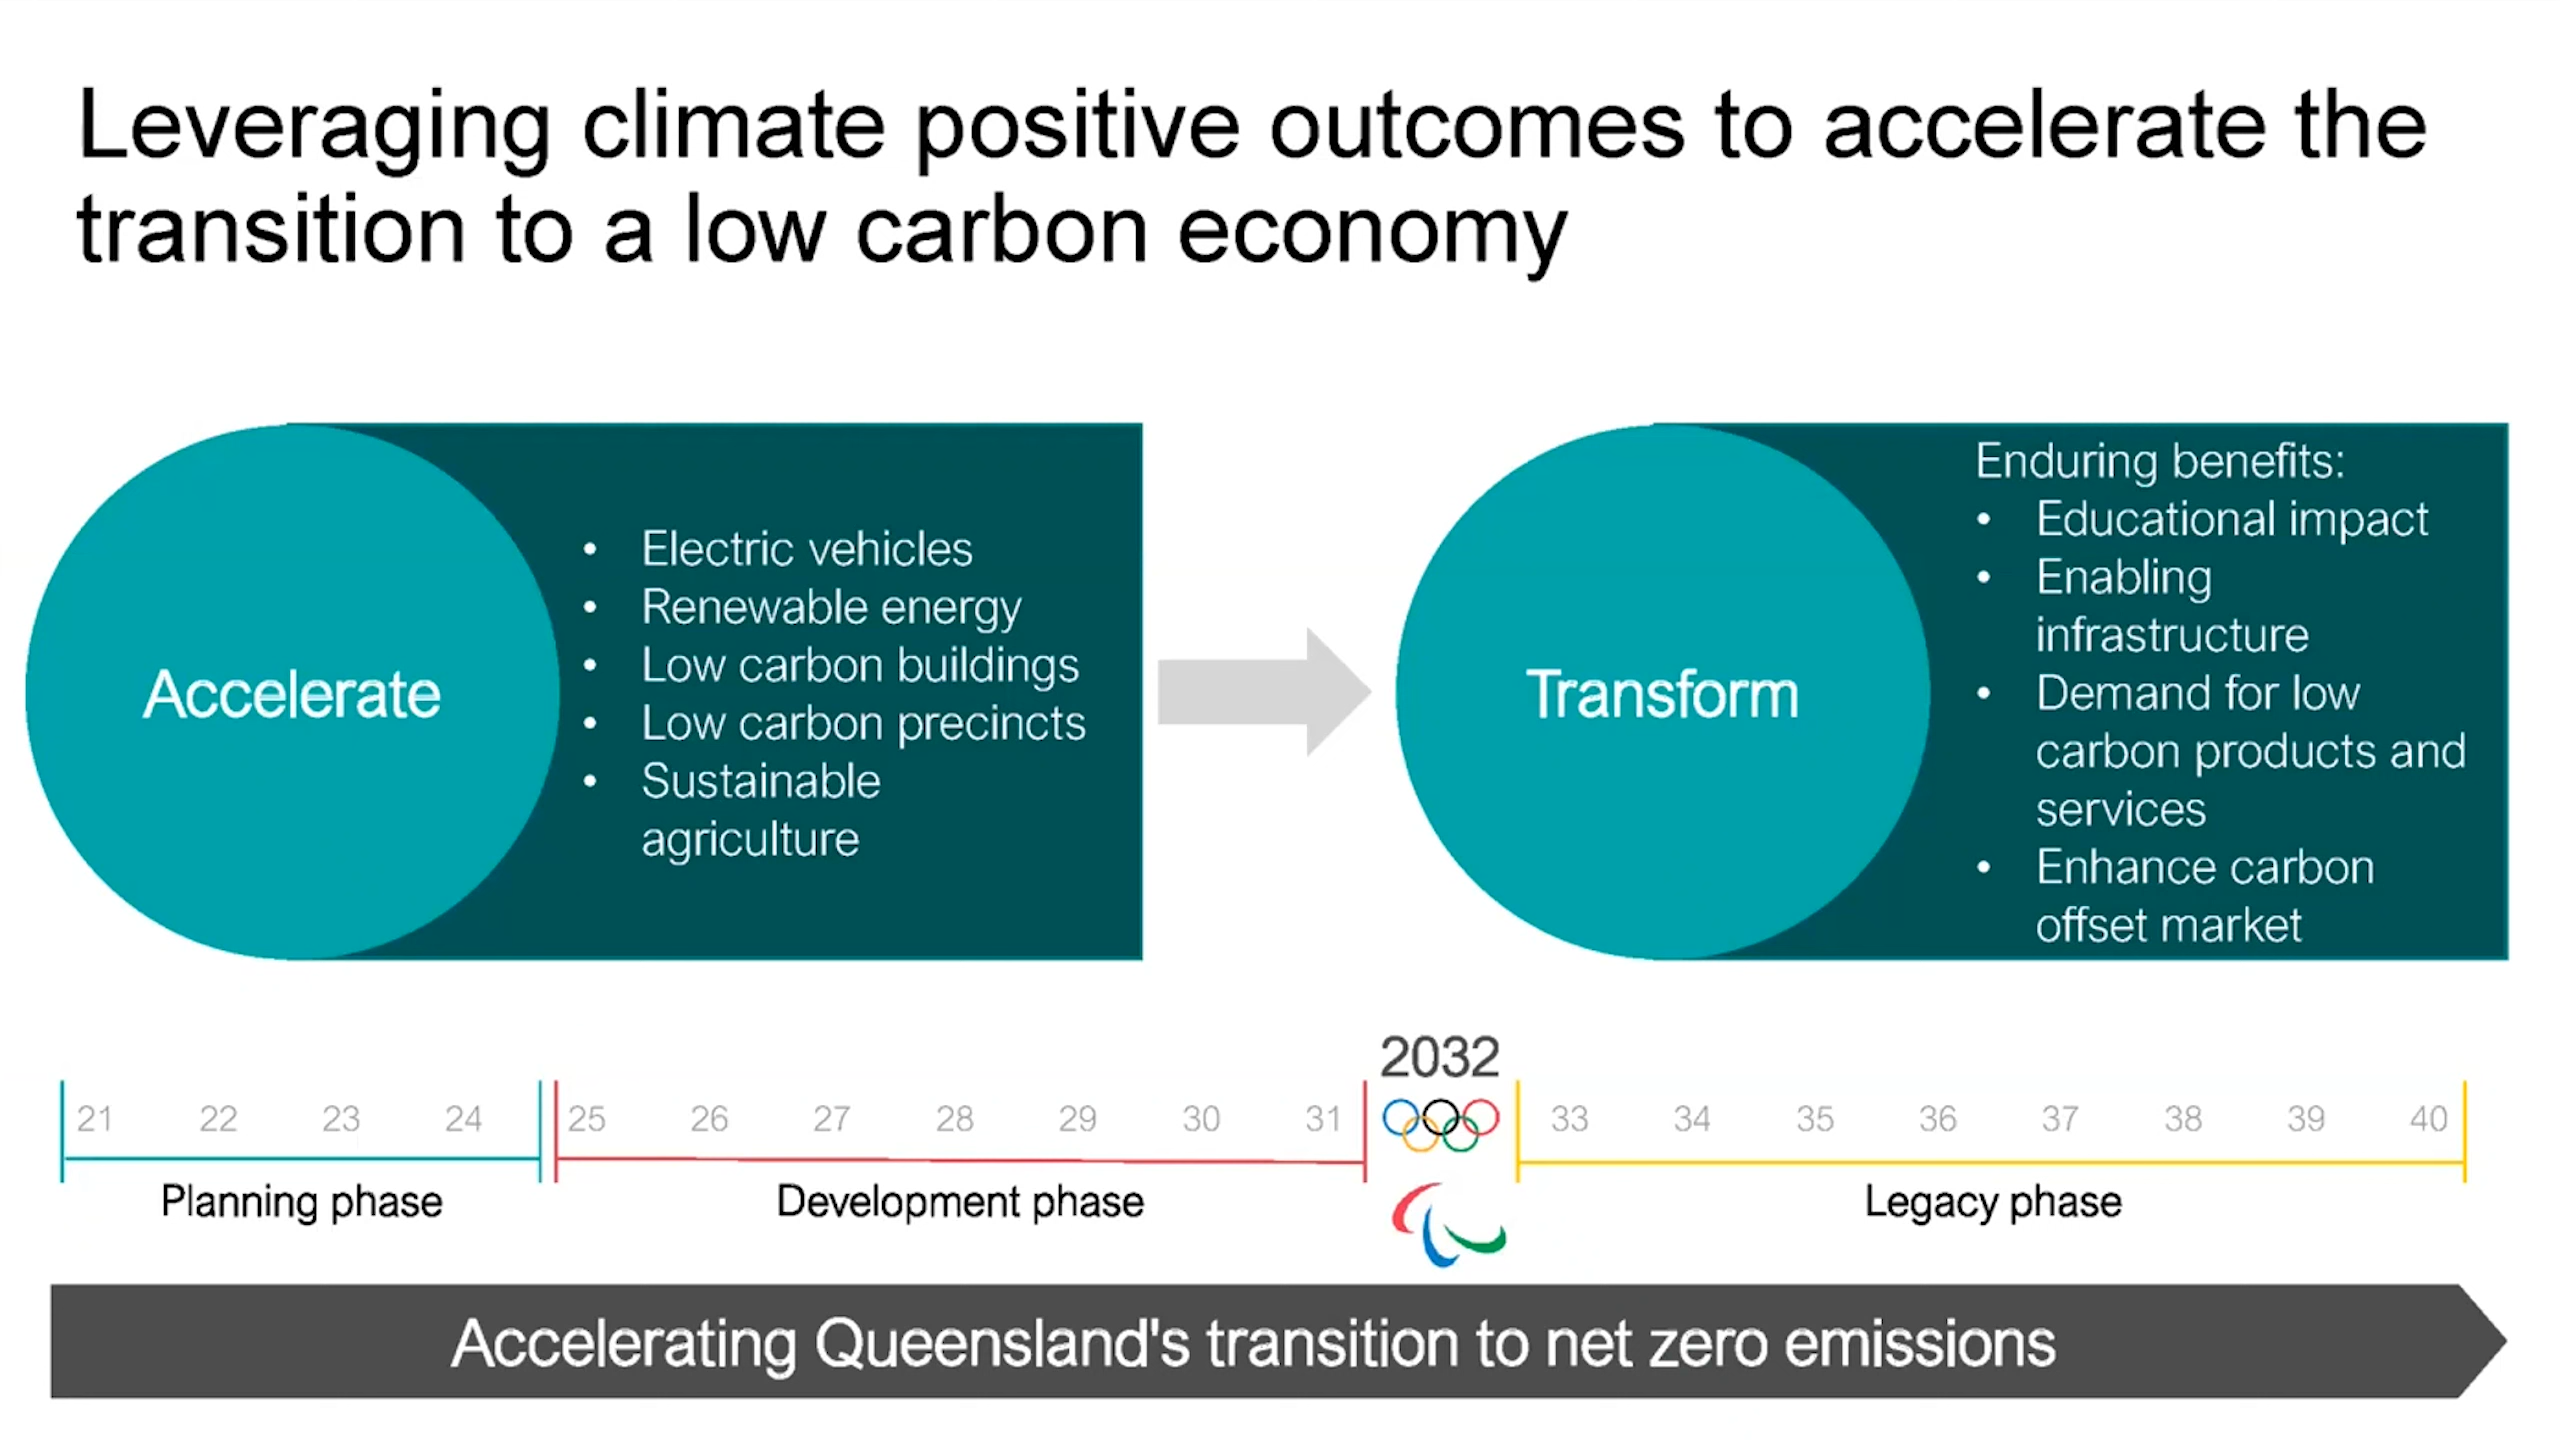 Leveraging climate positive outcomes to accelerate the
transition to a low carbon economy
Accelerate
• Electric vehicles
• Renewable energy
• Low carbon buildings
• Low carbon precincts
• Sustainable
agriculture
Transform
Enduring benefits:
• Educational impact
• Enabling
infrastructure
• Demand for low
carbon products and
services
• Enhance carbon
offset market
2032
21 22 23 24 25 26 27 28 29 30 31 33 34 35 36 37 38 39 40
Planning phase Development phase Legacy phase
Accelerating Queensland's transition to net zero emissions